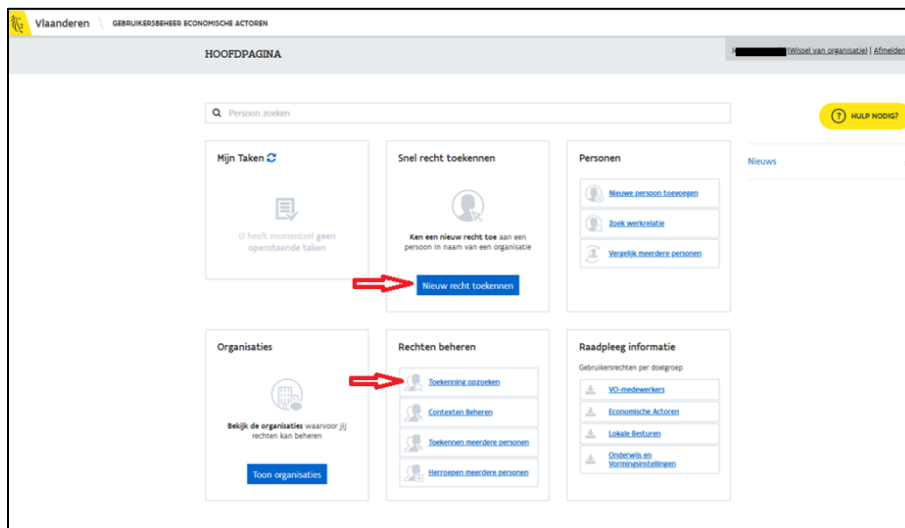 Vlaanderen
GEBRUIKERSBEHEER ECONOMISCHE ACTOREN
HOOFDPAGINA
(Wissel van organisatie) | Afmelden
Persoon zoeken
HULP NODIG?
Mijn Taken
U heeft momenteel geen
openstaande taken
Snel recht toekennen
Ken een nieuw recht toe aan een
persoon in naam van een organisatie
Nieuw recht toekennen
Personen
Nieuwe persoon toevoegen
Zoek werkrelatie
Vergelijk meerdere personen
Nieuws
Organisaties
Bekijk de organisaties waarvoor jij
rechten kan beheren
Toon organisaties
Rechten beheren
Toekenning opzoeken
Contexten Beheren
Toekennen meerdere personen
Herroepen meerdere personen
Raadpleeg informatie
Gebruikersrechten per doelgroep
VO-medewerkers
Economische Actoren
Lokale Besturen
Onderwijs en
Vormingsinstellingen